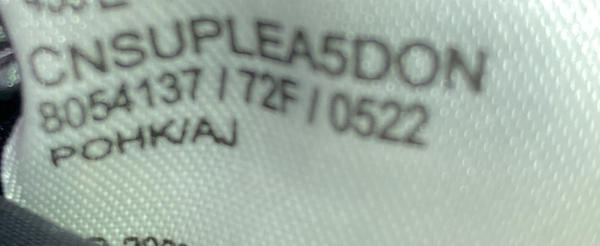 CNSUPLEA5DON
8054137 / 72F / 0522
POHK/AJ